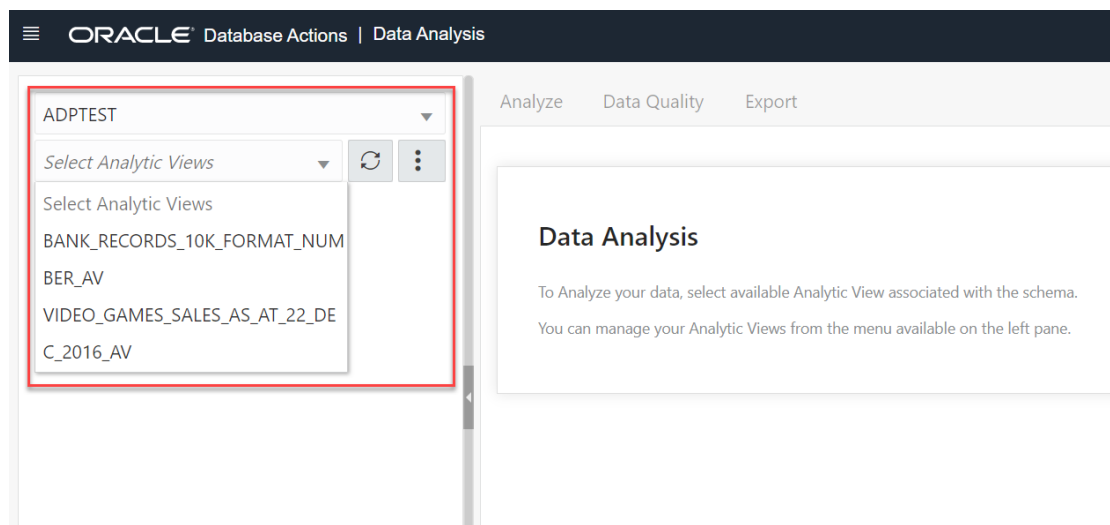 ORACLE Database Actions | Data Analysis
ADPTEST
Select Analytic Views
Select Analytic Views
BANK_RECORDS_10K_FORMAT_NUM
BER_AV
VIDEO_GAMES_SALES_AS_AT_22_DE
C_2016_AV
Analyze Data Quality Export
Data Analysis
To Analyze your data, select available Analytic View associated with the schema.
You can manage your Analytic Views from the menu available on the left pane.